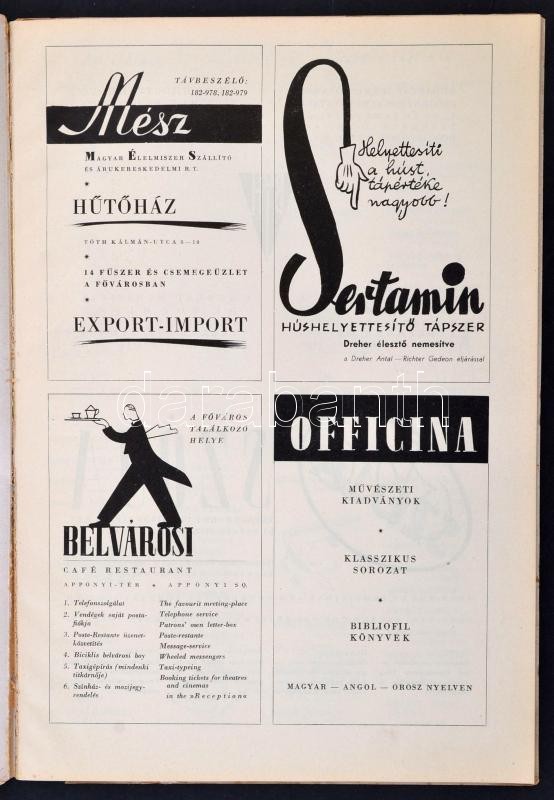 TÁVBESZÉLŐ:
182-978, 182-979
Mész
MAGYAR ÉLELMISZER SZÁLLÍTÓ
ÉS ÁRUKERESKEDELMI R.T.
HŰTŐHÁZ
TÓTH KÁLMÁN-UTCA 8—10
14 FŰSZER ÉS CSEMEGEÜZLET
A FŐVÁROSBAN
EXPORT-IMPORT
Helyettesíti
a húst,
tápértéke
nagyobb!
Sertamin
HÚSHELYETTESÍTŐ TÁPSZER
Dreher élesztő nemesítve
a Dreher Antal—Richter Gedeon eljárással
darabanth
A FŐVÁROS
TALÁLKOZÓ
HELYE
BELVÁROSI
CAFÉ RESTAURANT
APPONYI-TÉR * APPONYI SQ.
1. Telefonszolgálat
2. Vendégek saját posta-
fiókja
3. Poste-Restante üzenet-
közvetítés
4. Biciklis belvárosi boy
5. Taxigépírás (mindenki
titkárnője)
6. Színház- és mozijegy-
rendelés
The favourit meeting-place
Telephone service
Patrons' own letter-box
Poste-restante
Message-service
Wheeled messengers
Taxi-typeing
Booking tickets for theatres
and cinemas
in the »Reception«
OFFICINA
MŰVÉSZETI
KIADVÁNYOK
KLASSZIKUS
SOROZAT
BIBLIOFIL
KÖNYVEK
MAGYAR — ANGOL — OROSZ NYELVEN